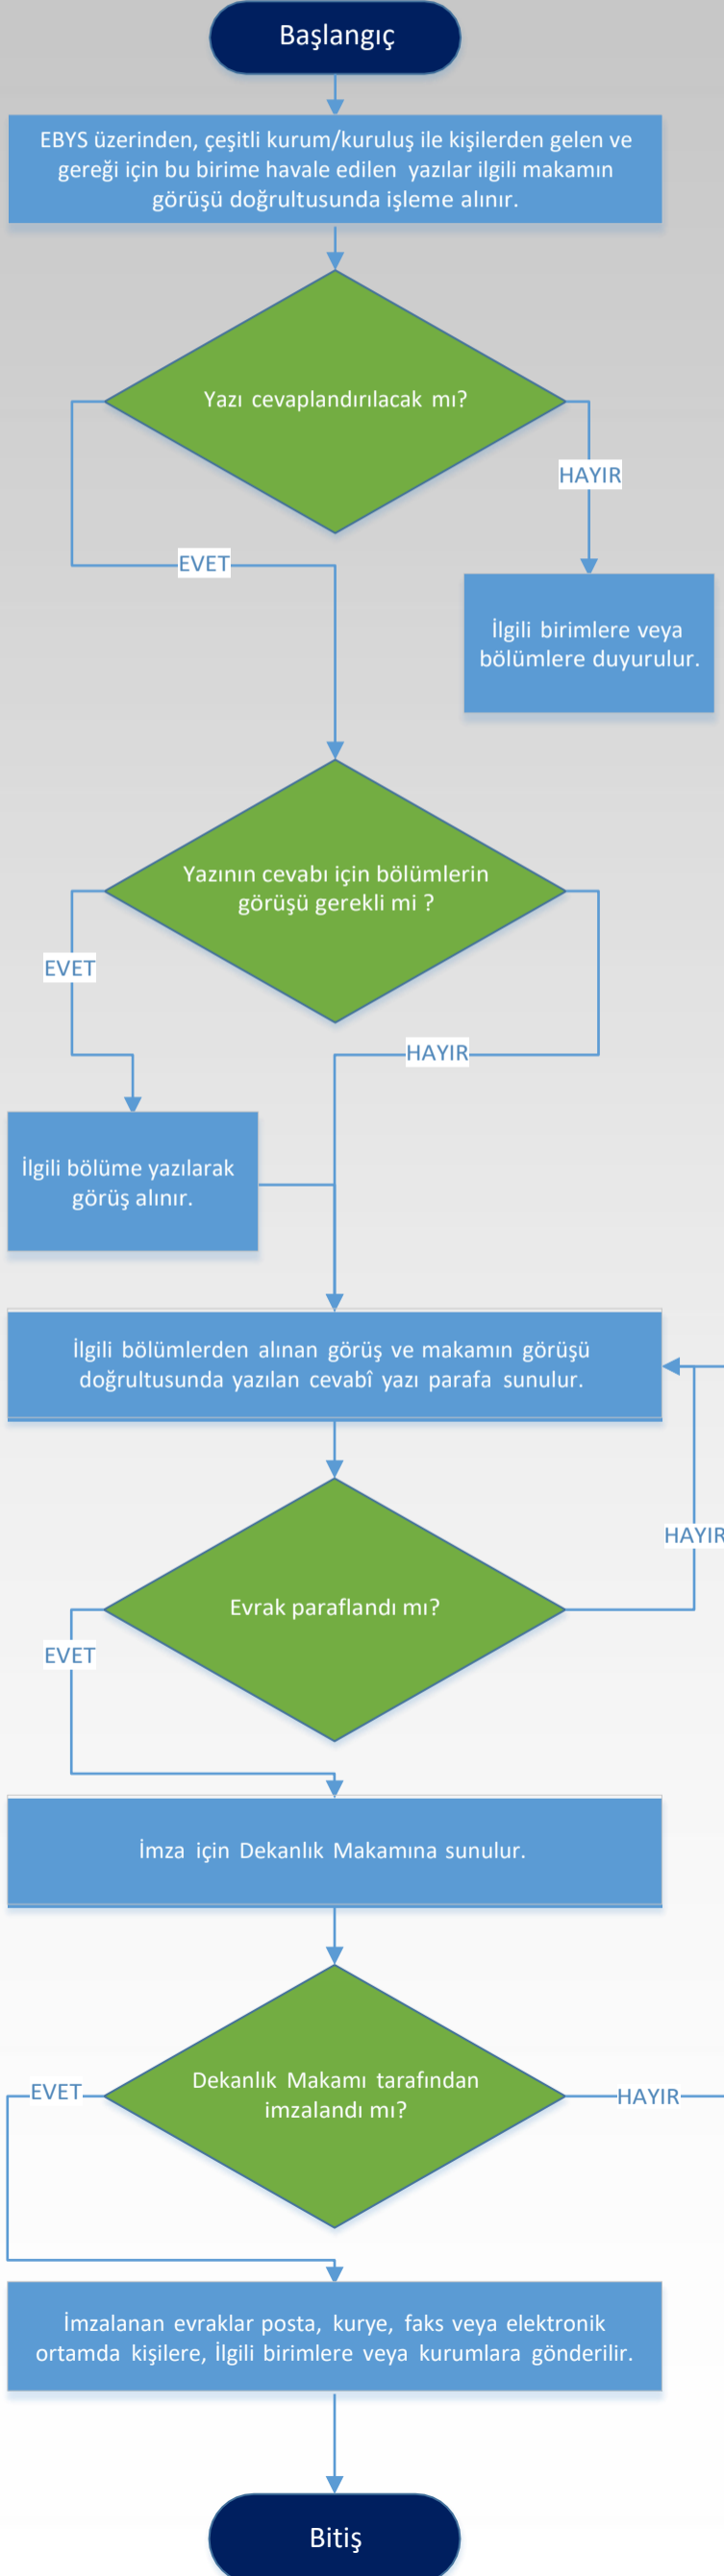 Başlangıç
EBYS üzerinden, çeşitli kurum/kuruluş ile kişilerden gelen ve
gereği için bu birime havale edilen yazılar ilgili makamın
görüşü doğrultusunda işleme alınır.
Yazı cevaplandırılacak mı?
HAYIR
EVET
İlgili birimlere veya
bölümlere duyurulur.
Yazının cevabı için bölümlerin
görüşü gerekli mi ?
EVET
HAYIR
İlgili bölüme yazılarak
görüş alınır.
İlgili bölümlerden alınan görüş ve makamın görüşü
doğrultusunda yazılan cevabî yazı parafa sunulur.
HAYIR
Evrak paraflandı mı?
EVET
İmza için Dekanlık Makamına sunulur.
Dekanlık Makamı tarafından
imzalandı mı?
EVET
HAYIR
İmzalanan evraklar posta, kurye, faks veya elektronik
ortamda kişilere, İlgili birimlere veya kurumlara gönderilir.
Bitiş